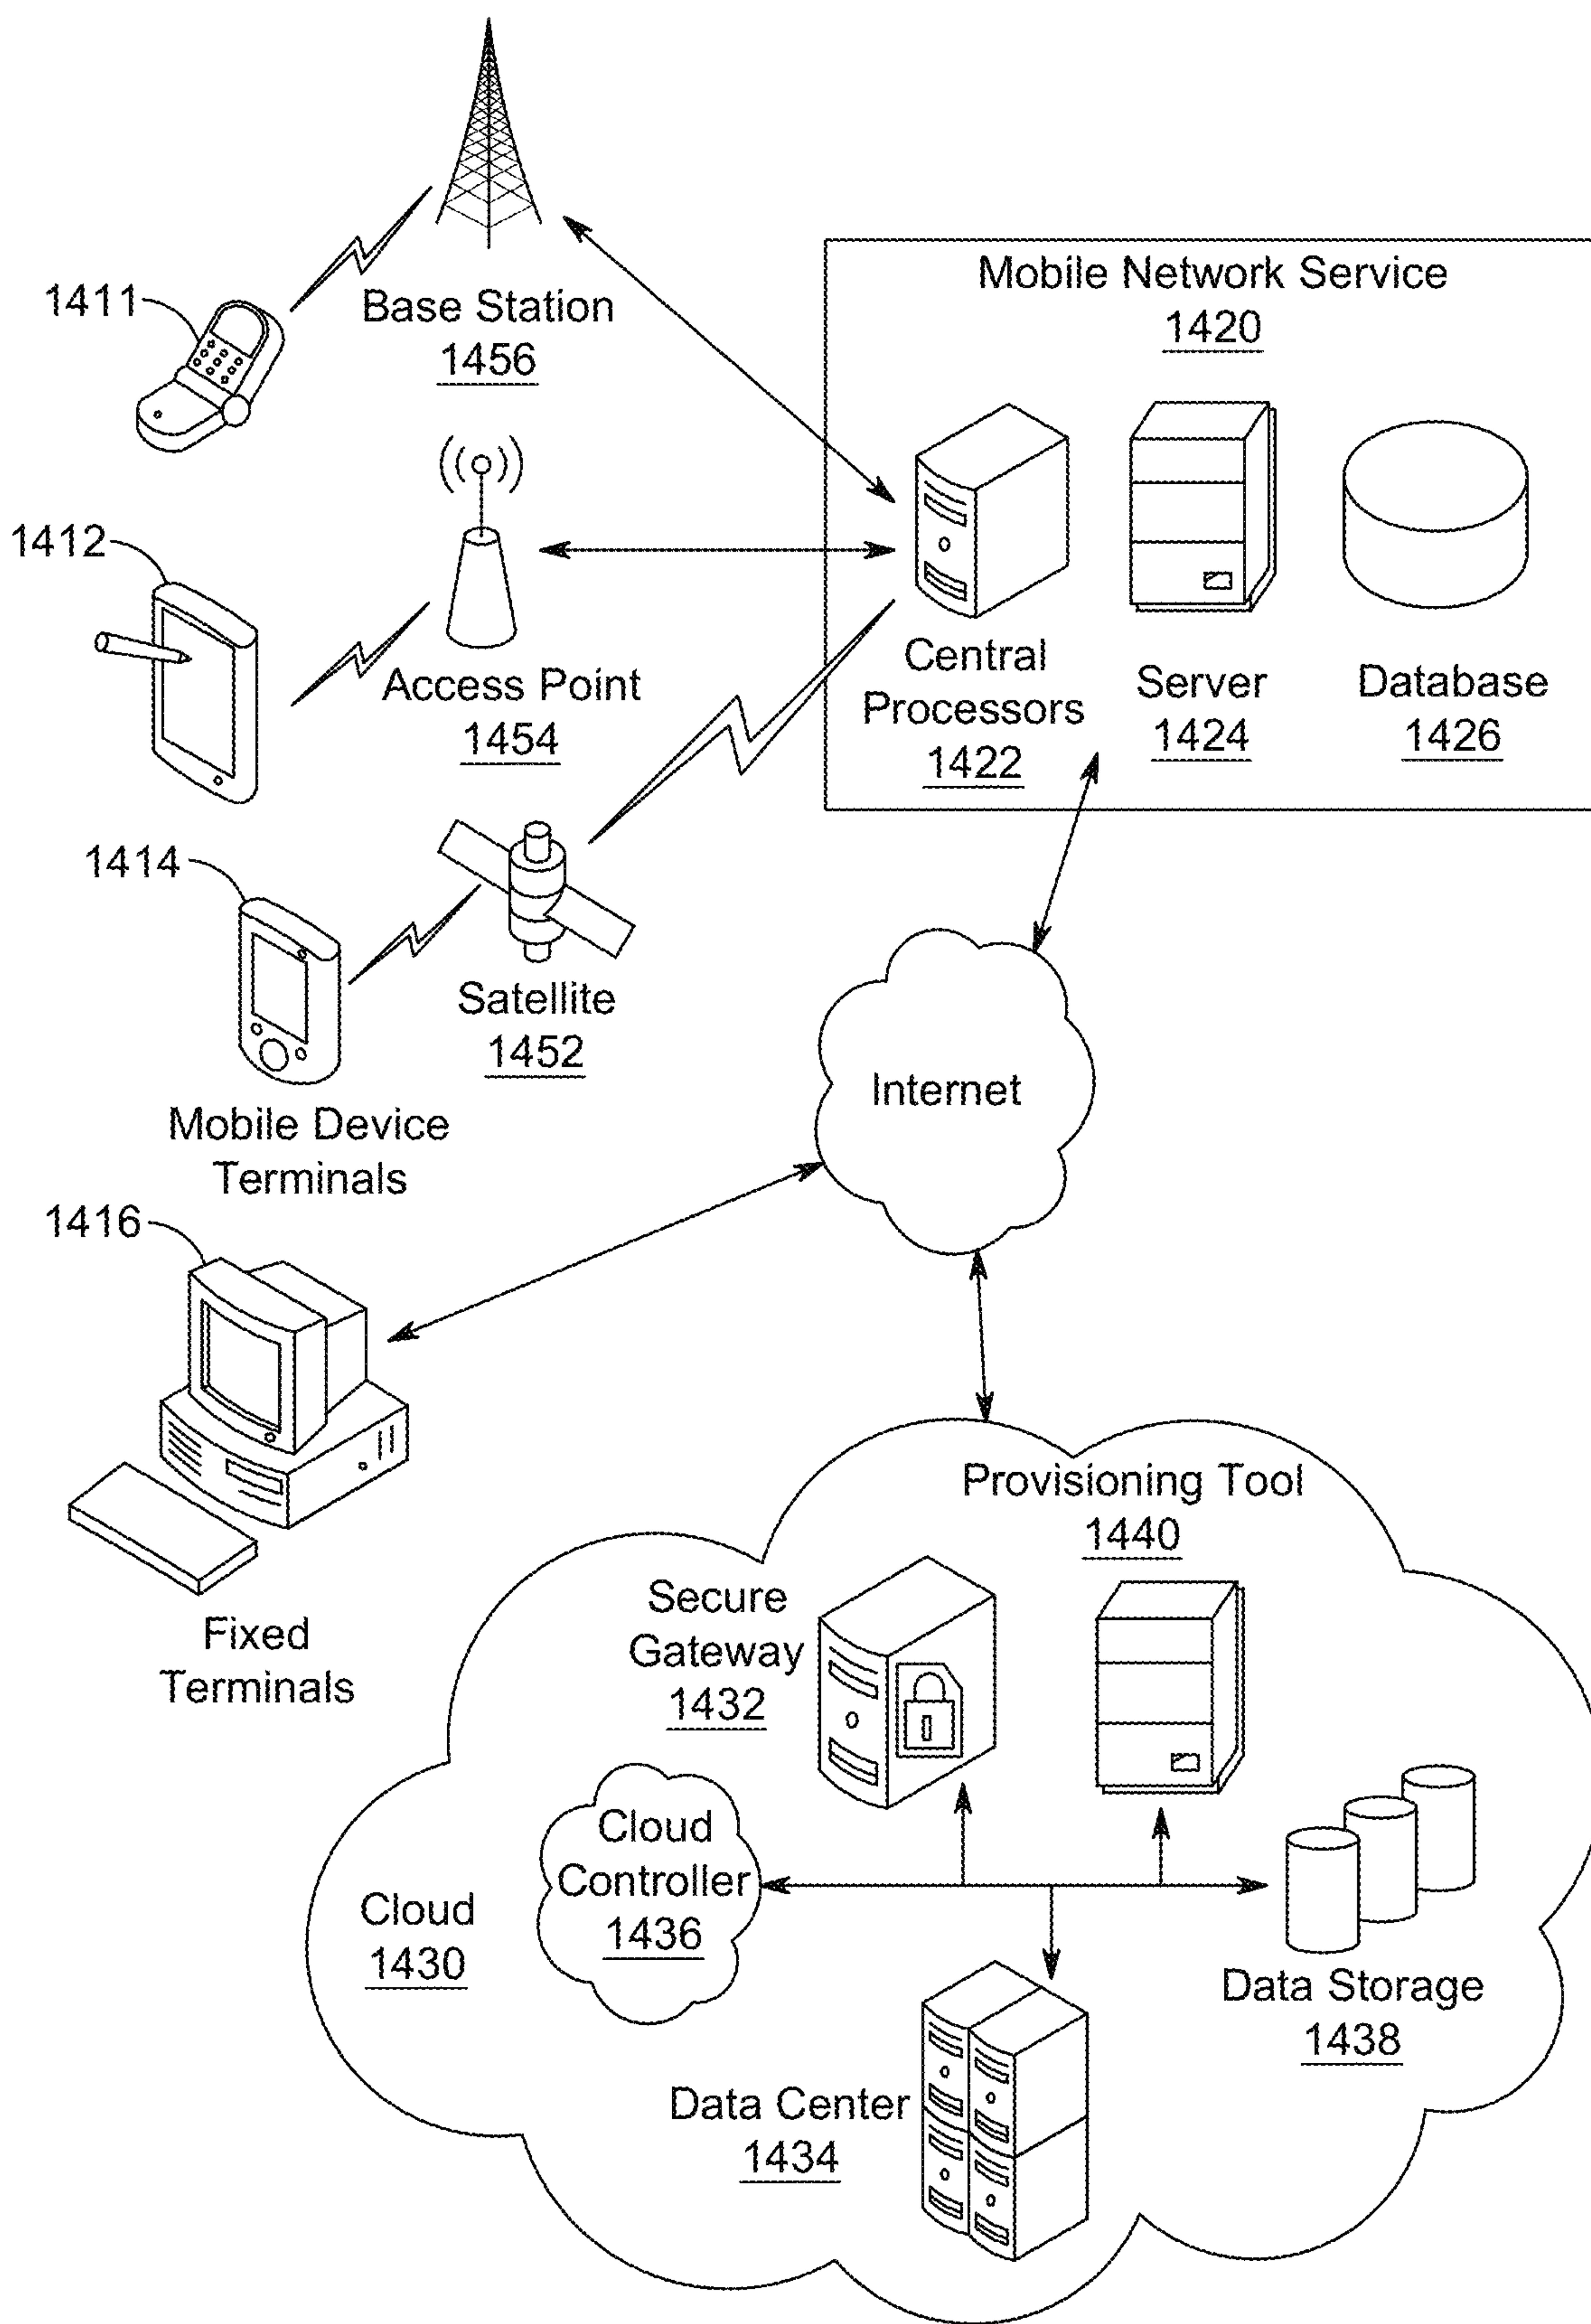 1411
Base Station
1456
Mobile Network Service
1420
1412
Access Point
1454
Central
Processors
1422
Server
1424
Database
1426
1414
Satellite
1452
Mobile Device
Terminals
Internet
1416
Fixed
Terminals
Provisioning Tool
1440
Secure
Gateway
1432
Cloud
Controller
1436
Cloud
1430
Data Storage
1438
Data Center
1434